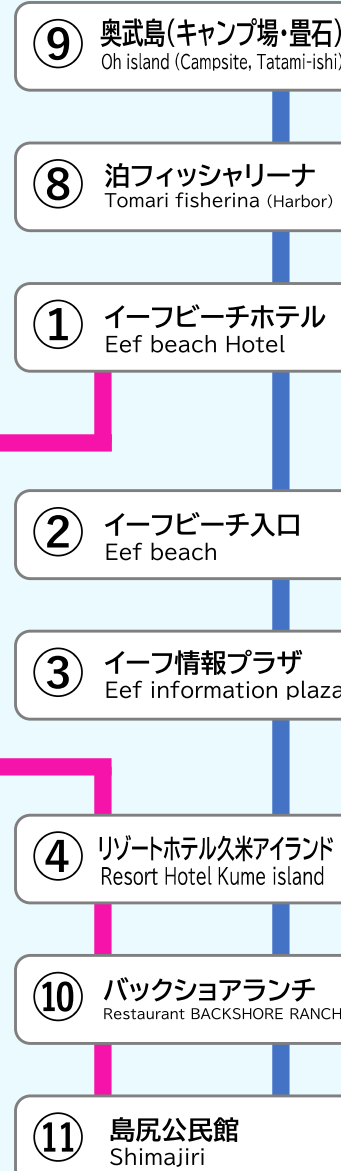 ⑨ 奥武島(キャンプ場・畳石)
Oh island (Campsite, Tatami-ishi)
⑧ 泊フィッシャリーナ
Tomari fisherina (Harbor)
① イーフビーチホテル
Eef beach Hotel
② イーフビーチ入口
Eef beach
③ イーフ情報プラザ
Eef information plaza
④ リゾートホテル久米アイランド
Resort Hotel Kume island
⑩ バックショアランチ
Restaurant BACKSHORE RANCH
⑪ 島尻公民館
Shimajiri